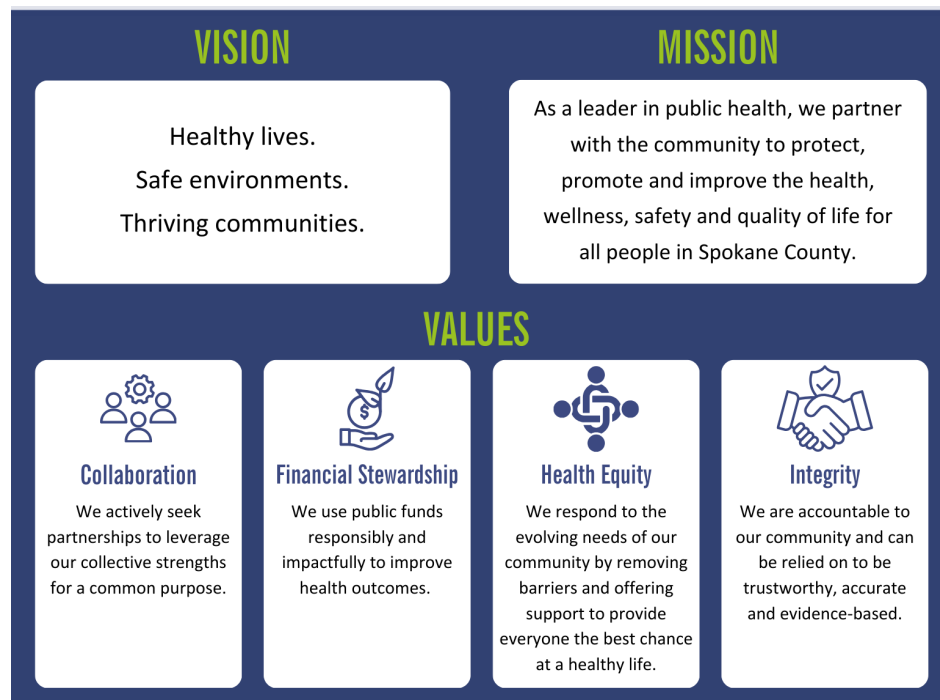 VISION
Healthy lives.
Safe environments.
Thriving communities.
MISSION
As a leader in public health, we partner
with the community to protect,
promote and improve the health,
wellness, safety and quality of life for
all people in Spokane County.
VALUES
Collaboration
We actively seek
partnerships to leverage
our collective strengths
for a common purpose.
$
Financial Stewardship
We use public funds
responsibly and
impactfully to improve
health outcomes.
Health Equity
We respond to the
evolving needs of our
community by removing
barriers and offering
support to provide
everyone the best chance
at a healthy life.
Integrity
We are accountable to
our community and can
be relied on to be
trustworthy, accurate
and evidence-based.